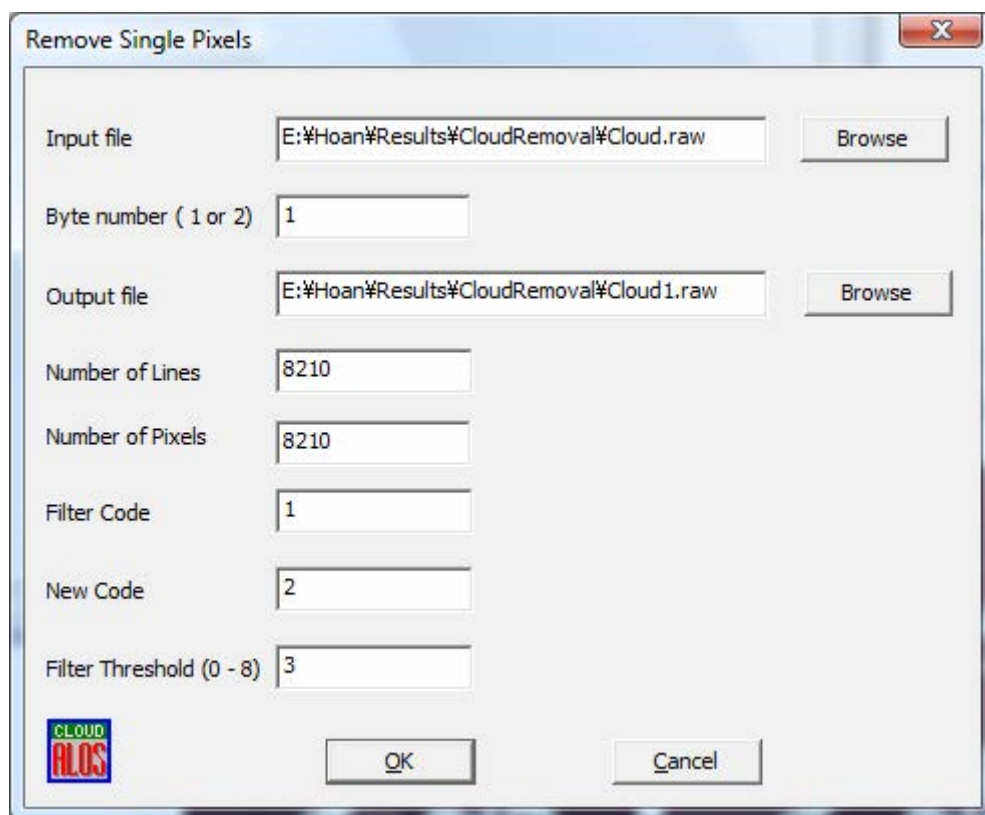 Remove Single Pixels
Input file E:¥Hoan¥Results¥CloudRemoval¥Cloud.raw Browse
Byte number ( 1 or 2) 1
Output file E:¥Hoan¥Results¥CloudRemoval¥Cloud1.raw Browse
Number of Lines 8210
Number of Pixels 8210
Filter Code 1
New Code 2
Filter Threshold (0 - 8) 3
CLOUD
ALOS
OK Cancel